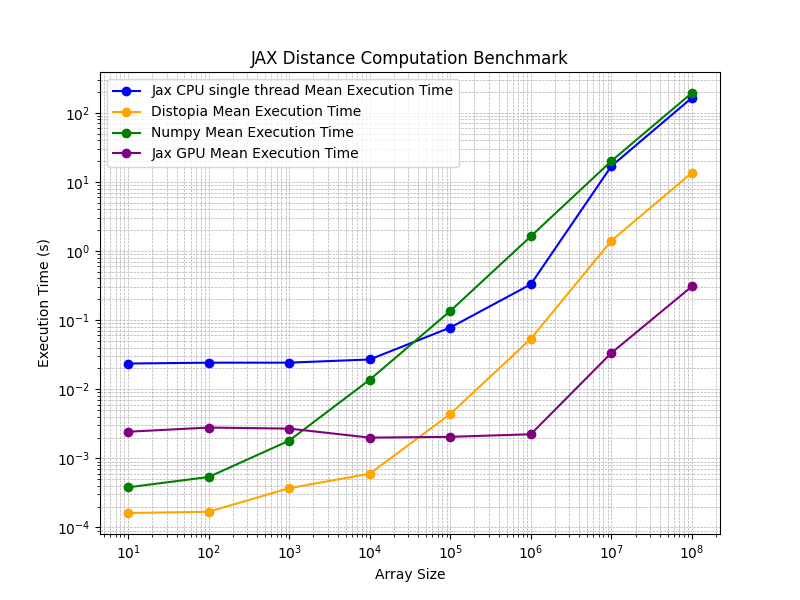 JAX Distance Computation Benchmark
Jax CPU single thread Mean Execution Time
Distopia Mean Execution Time
Numpy Mean Execution Time
Jax GPU Mean Execution Time
Execution Time (s)
10²
10¹
10⁰
10⁻¹
10⁻²
10⁻³
10⁻⁴
10¹ 10² 10³ 10⁴ 10⁵ 10⁶ 10⁷ 10⁸
Array Size